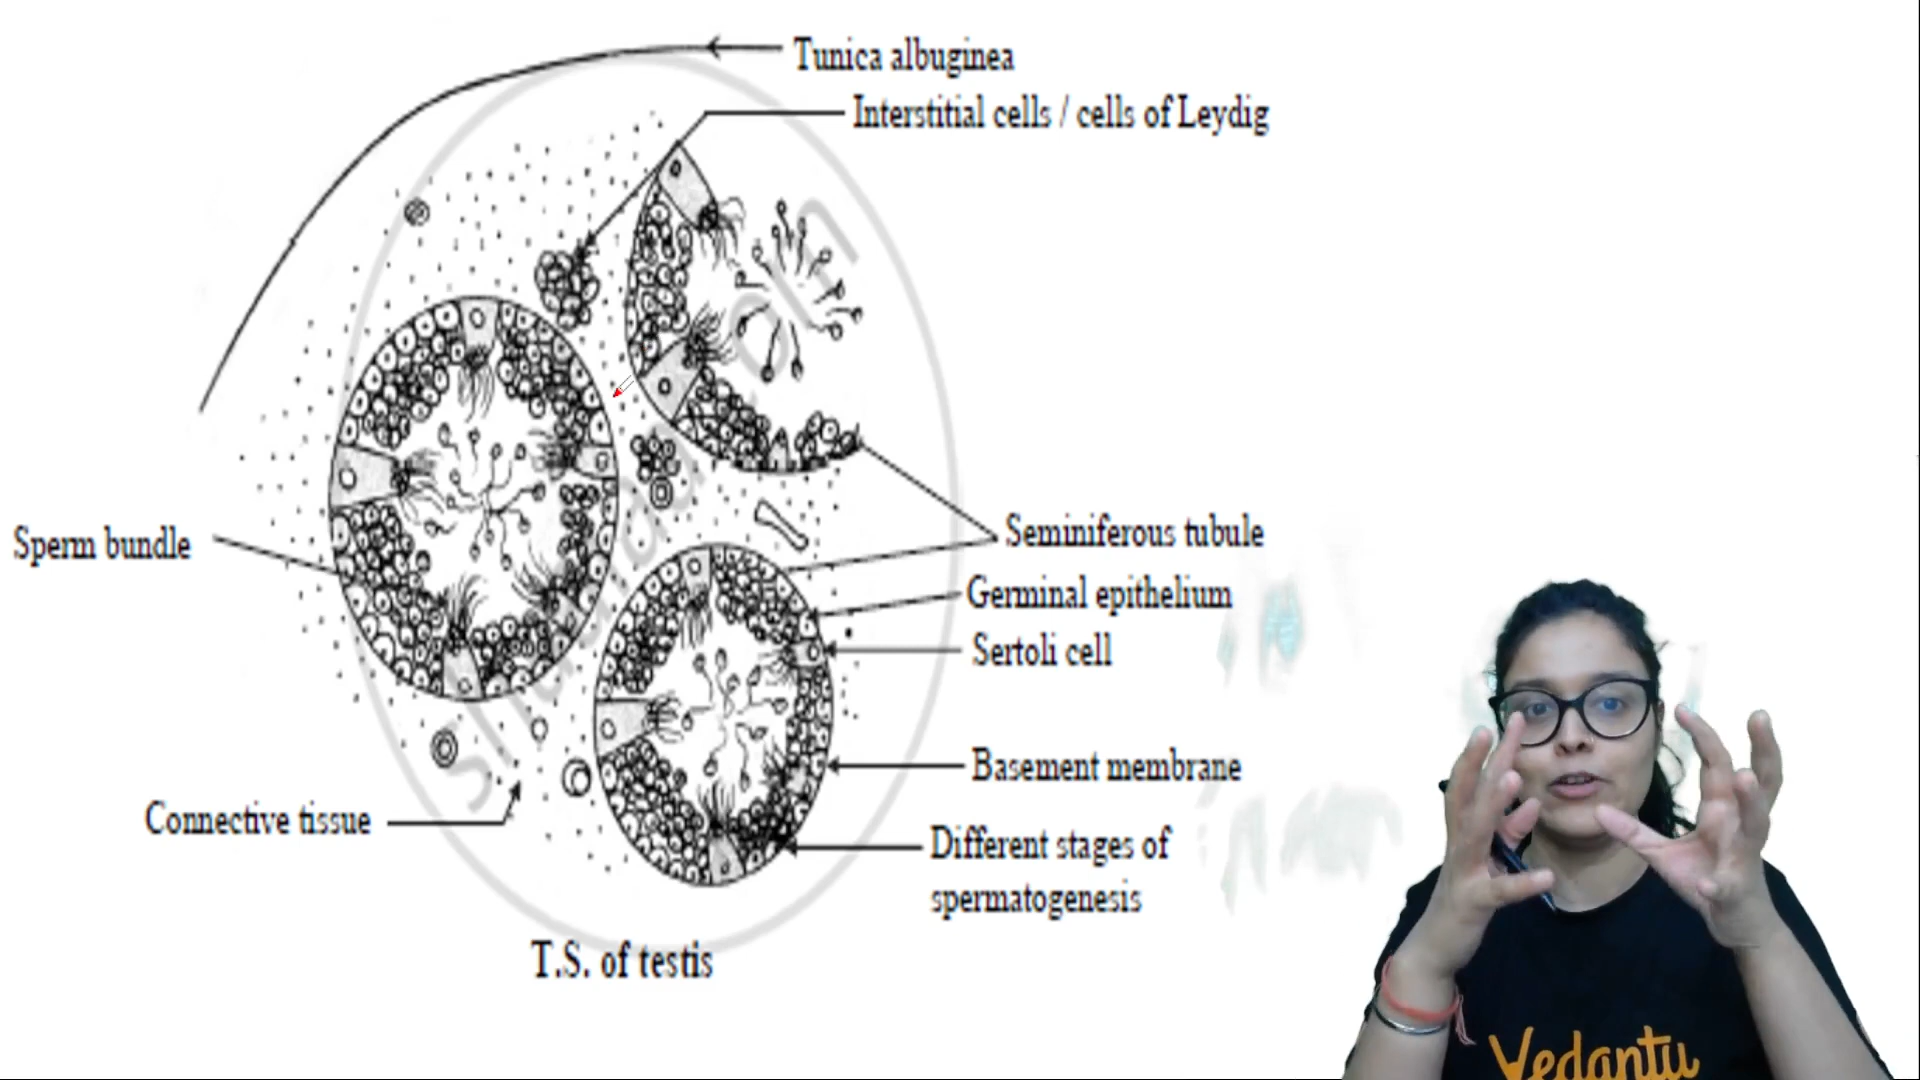 Tunica albuginea
Interstitial cells / cells of Leydig
Sperm bundle
Seminiferous tubule
Germinal epithelium
Sertoli cell
Basement membrane
Connective tissue
Different stages of
spermatogenesis
T.S. of testis
Vedantu